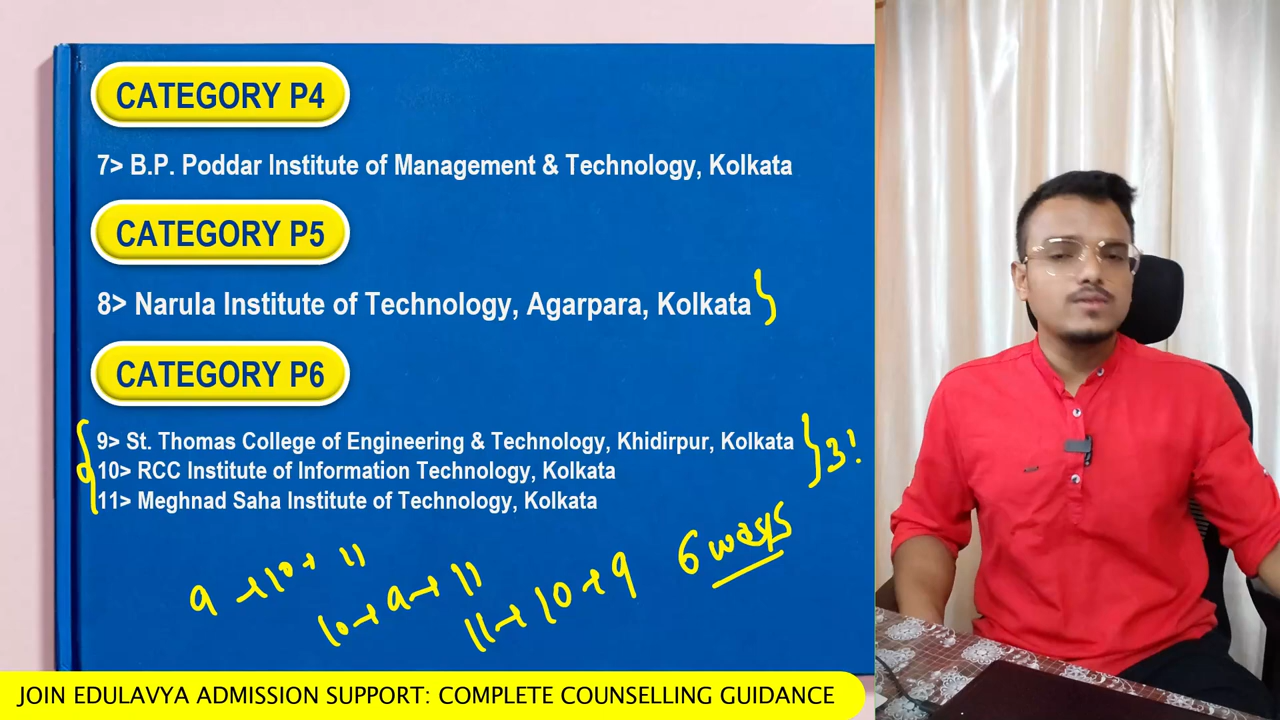 CATEGORY P4
7> B.P. Poddar Institute of Management & Technology, Kolkata
CATEGORY P5
8> Narula Institute of Technology, Agarpara, Kolkata
CATEGORY P6
9> St. Thomas College of Engineering & Technology, Khidirpur, Kolkata
10> RCC Institute of Information Technology, Kolkata
11> Meghnad Saha Institute of Technology, Kolkata
3!
6 ways
9 → 10 → 11
10 → 9 → 11
11 → 10 → 9
JOIN EDULAVYA ADMISSION SUPPORT: COMPLETE COUNSELLING GUIDANCE